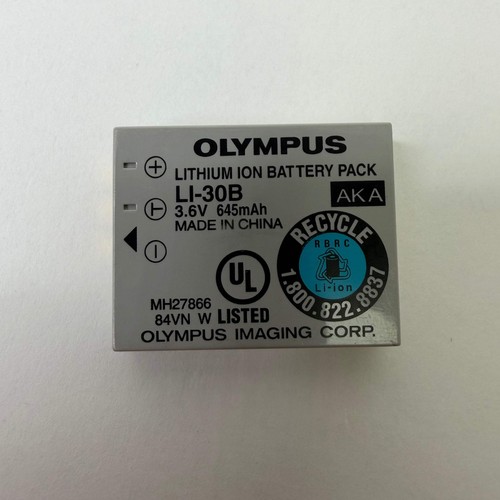 OLYMPUS
LITHIUM ION BATTERY PACK
LI-30B
AKA
3.6V 645mAh
MADE IN CHINA
RECYCLE
RBRC
Li-ion
1.800.822.8837
UL
MH27866
84VN W LISTED
OLYMPUS IMAGING CORP.